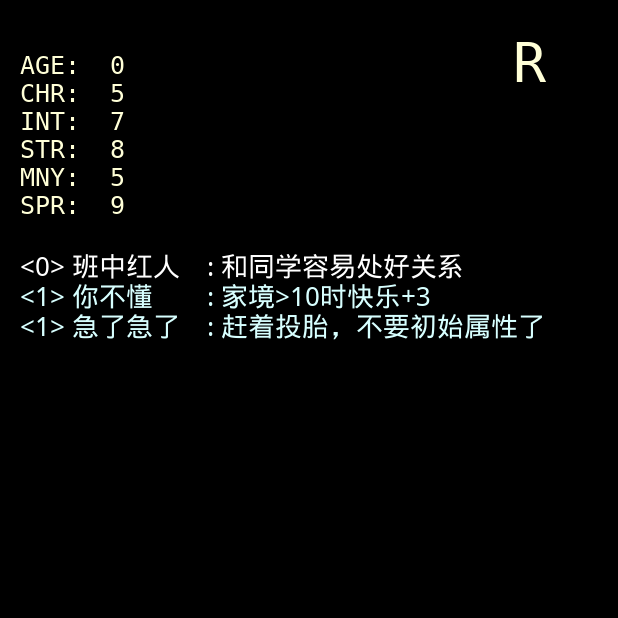 R
AGE: 0
CHR: 5
INT: 7
STR: 8
MNY: 5
SPR: 9
<0> 班中红人 : 和同学容易处好关系
<1> 你不懂 : 家境>10时快乐+3
<1> 急了急了 : 赶着投胎，不要初始属性了